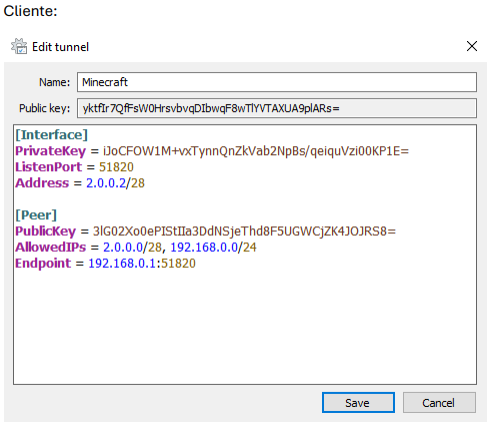 Cliente:
Edit tunnel
Name: Minecraft
Public key: yktfIr7QfFsW0HrsvbvqDIbwqF8wTlYVTAXUA9plARs=
[Interface]
PrivateKey = iJoCFOW1M+vxTynnQnZkVab2NpBs/qeiquVzi00KP1E=
ListenPort = 51820
Address = 2.0.0.2/28
[Peer]
PublicKey = 3lG02Xo0ePIStIIa3DdNSjeThd8F5UGWCjZK4JOJRS8=
AllowedIPs = 2.0.0.0/28, 192.168.0.0/24
Endpoint = 192.168.0.1:51820
Save
Cancel